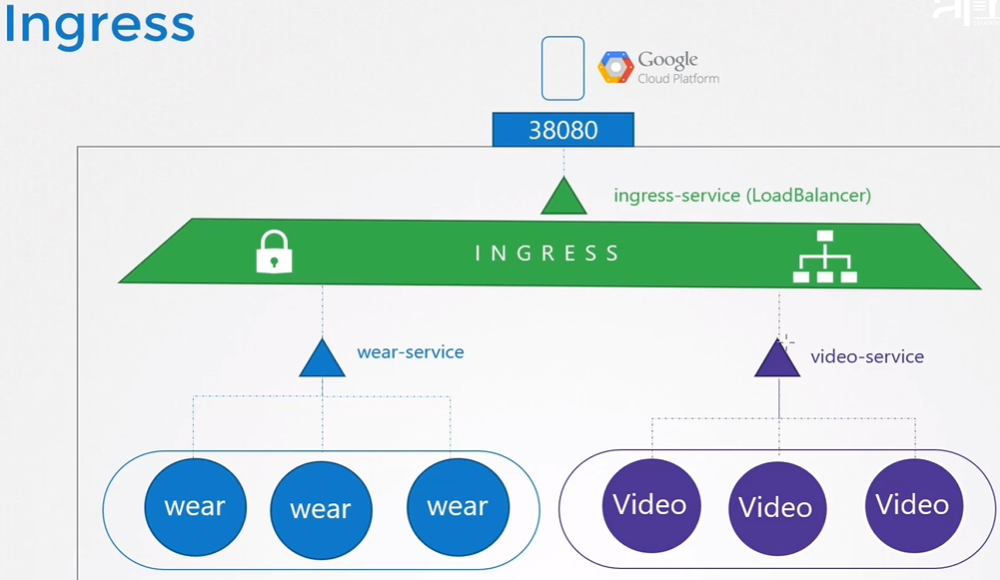 Ingress
Google
Cloud Platform
38080
ingress-service (LoadBalancer)
INGRESS
wear-service
video-service
wear
wear
wear
Video
Video
Video